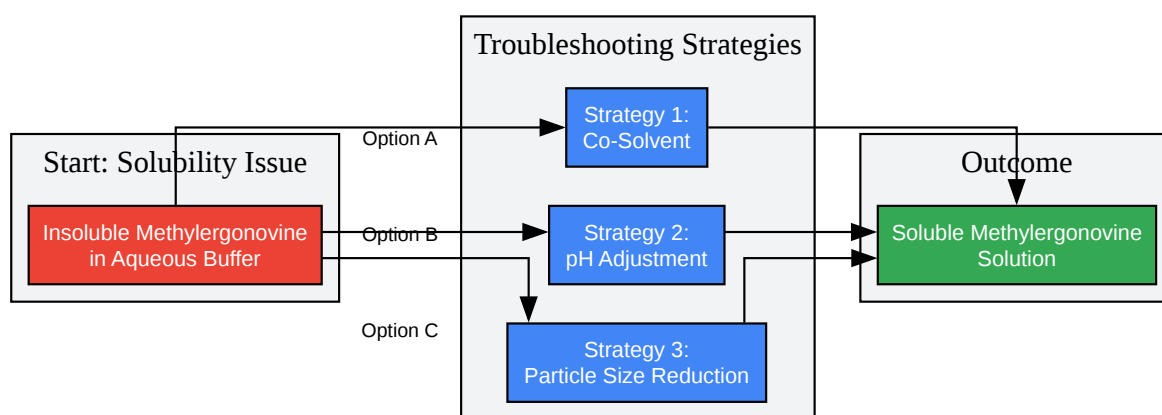 Troubleshooting Strategies
Strategy 1:
Co-Solvent
Option A
Start: Solubility Issue
Outcome
Insoluble Methylergonovine
in Aqueous Buffer
Option B
Strategy 2:
pH Adjustment
Soluble Methylergonovine
Solution
Option C
Strategy 3:
Particle Size Reduction